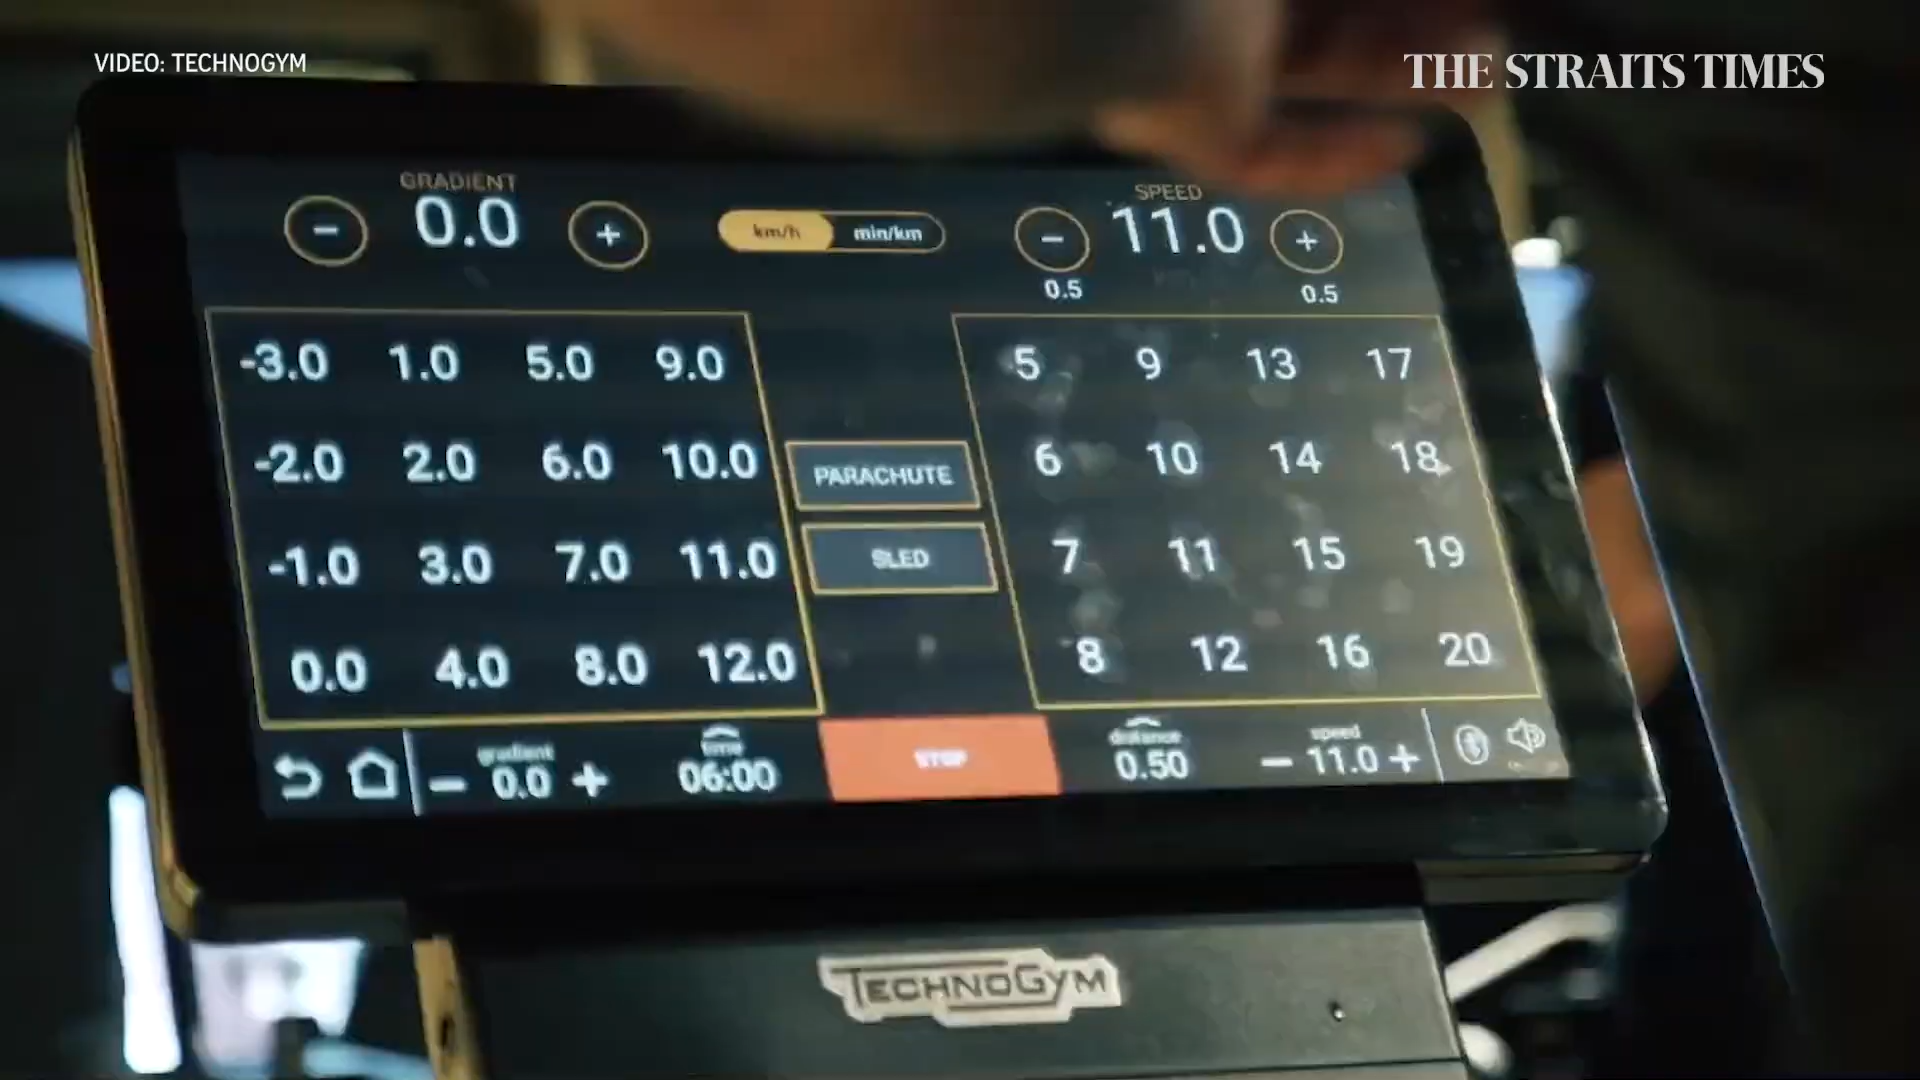 VIDEO: TECHNOGYM
THE STRAITS TIMES
GRADIENT
SPEED
− 0.0 + km/h min/km − 11.0 +
0.5 0.5
-3.0 1.0 5.0 9.0
-2.0 2.0 6.0 10.0
-1.0 3.0 7.0 11.0
0.0 4.0 8.0 12.0
PARACHUTE
SLED
5 9 13 17
6 10 14 18
7 11 15 19
8 12 16 20
gradient
− 0.0 +
time
06:00
STOP
distance
0.50
speed
− 11.0 +
TECHNOGYM